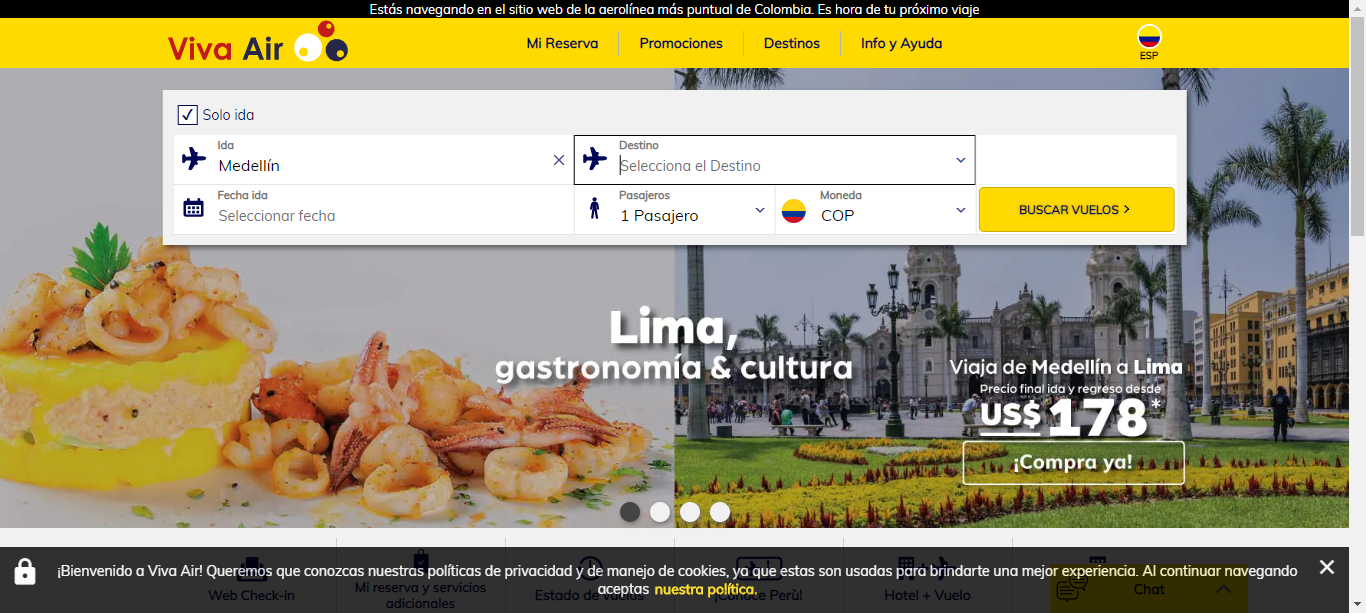 Estás navegando en el sitio web de la aerolínea más puntual de Colombia. Es hora de tu próximo viaje
Viva Air
Mi Reserva
Promociones
Destinos
Info y Ayuda
ESP
Solo ida
Ida
Medellín
Destino
Selecciona el Destino
Fecha ida
Seleccionar fecha
Pasajeros
1 Pasajero
Moneda
COP
BUSCAR VUELOS >
Lima,
gastronomía & cultura
Viaja de Medellín a Lima
Precio final ida y regreso desde
US$ 178*
¡Compra ya!
¡Bienvenido a Viva Air! Queremos que conozcas nuestras políticas de privacidad y de manejo de cookies, ya que estas son usadas para brindarte una mejor experiencia. Al continuar navegando
aceptas nuestra política.
Web Check-in
Mi reserva y servicios
adicionales
Estado de vuelos
¡Conoce Perù!
Hotel + Vuelo
Chat